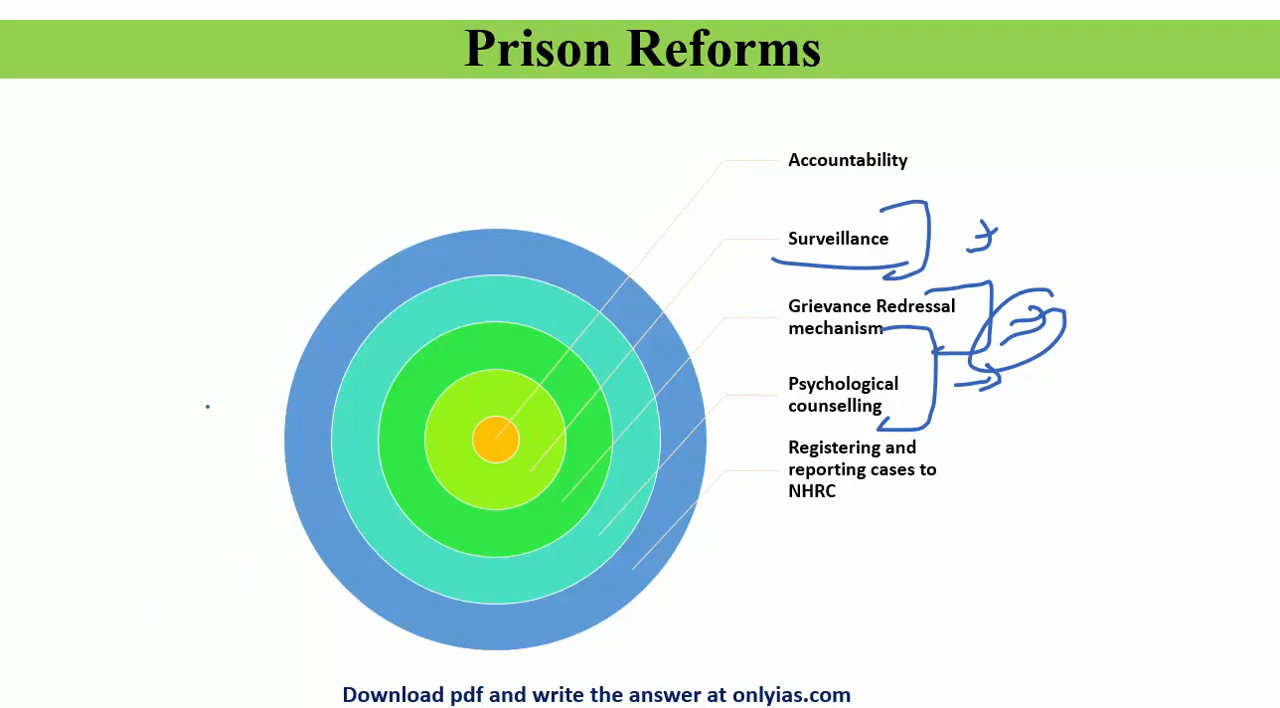 Prison Reforms
Accountability
Surveillance
Grievance Redressal
mechanism
Psychological
counselling
Registering and
reporting cases to
NHRC
Download pdf and write the answer at onlyias.com